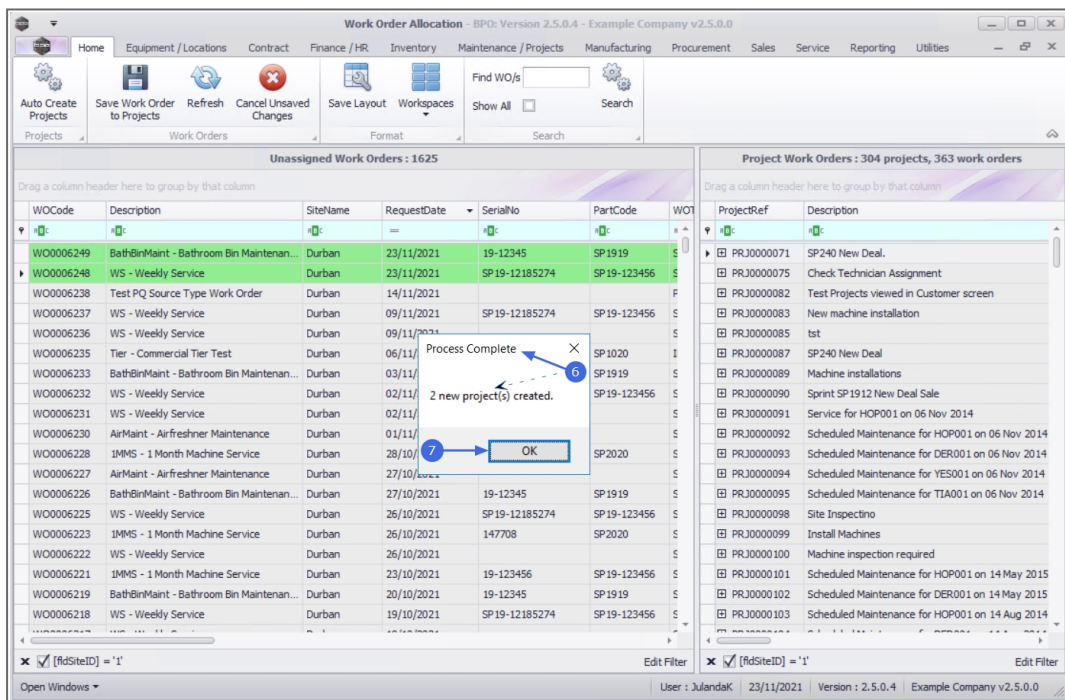 Work Order Allocation - BPO: Version 2.5.0.4 - Example Company v2.5.0.0
Home Equipment / Locations Contract Finance / HR Inventory Maintenance / Projects Manufacturing Procurement Sales Service Reporting Utilities
Auto Create Projects
Save Work Order to Projects
Refresh
Cancel Unsaved Changes
Save Layout
Workspaces
Find WO/s
Show All
Search
Projects Work Orders Format Search
Unassigned Work Orders : 1625
Drag a column header here to group by that column
WOCode Description SiteName RequestDate SerialNo PartCode WOT
WO0006249 BathBinMaint - Bathroom Bin Maintenan... Durban 23/11/2021 19-12345 SP1919 S
WO0006248 WS - Weekly Service Durban 23/11/2021 SP19-12185274 SP19-123456 S
WO0006238 Test PQ Source Type Work Order Durban 14/11/2021 P
WO0006237 WS - Weekly Service Durban 09/11/2021 SP19-12185274 SP19-123456 S
WO0006236 WS - Weekly Service Durban 09/11/2021 S
WO0006235 Tier - Commercial Tier Test Durban 06/11/ SP1020 I
WO0006233 BathBinMaint - Bathroom Bin Maintenan... Durban 03/11/ SP1919 S
WO0006232 WS - Weekly Service Durban 02/11/ SP19-123456 S
WO0006231 WS - Weekly Service Durban 02/11/ S
WO0006230 AirMaint - Airfreshner Maintenance Durban 01/11/ S
WO0006228 1MMS - 1 Month Machine Service Durban 28/10/ SP2020 S
WO0006227 AirMaint - Airfreshner Maintenance Durban 27/10/2021 S
WO0006226 BathBinMaint - Bathroom Bin Maintenan... Durban 27/10/2021 19-12345 SP1919 S
WO0006225 WS - Weekly Service Durban 26/10/2021 SP19-12185274 SP19-123456 S
WO0006223 1MMS - 1 Month Machine Service Durban 26/10/2021 147708 SP2020 S
WO0006222 WS - Weekly Service Durban 26/10/2021 S
WO0006221 1MMS - 1 Month Machine Service Durban 23/10/2021 19-123456 SP19-123456 S
WO0006219 BathBinMaint - Bathroom Bin Maintenan... Durban 20/10/2021 19-12345 SP1919 S
WO0006218 WS - Weekly Service Durban 19/10/2021 SP19-12185274 SP19-123456 S
[fldSiteID] = '1' Edit Filter
Process Complete
6
2 new project(s) created.
7
OK
Project Work Orders : 304 projects, 363 work orders
Drag a column header here to group by that column
ProjectRef Description
PRJ0000071 SP240 New Deal.
PRJ0000075 Check Technician Assignment
PRJ0000082 Test Projects viewed in Customer screen
PRJ0000083 New machine installation
PRJ0000085 tst
PRJ0000087 SP240 New Deal
PRJ0000089 Machine installations
PRJ0000090 Sprint SP1912 New Deal Sale
PRJ0000091 Service for HOP001 on 06 Nov 2014
PRJ0000092 Scheduled Maintenance for HOP001 on 06 Nov 2014
PRJ0000093 Scheduled Maintenance for DER001 on 06 Nov 2014
PRJ0000094 Scheduled Maintenance for YES001 on 06 Nov 2014
PRJ0000095 Scheduled Maintenance for TIA001 on 06 Nov 2014
PRJ0000098 Site Inspectino
PRJ0000099 Install Machines
PRJ0000100 Machine inspection required
PRJ0000101 Scheduled Maintenance for HOP001 on 14 May 2015
PRJ0000102 Scheduled Maintenance for DER001 on 14 May 2015
PRJ0000103 Scheduled Maintenance for HOP001 on 14 Aug 2014
[fldSiteID] = '1' Edit Filter
Open Windows User : JulandaK 23/11/2021 Version : 2.5.0.4 Example Company v2.5.0.0